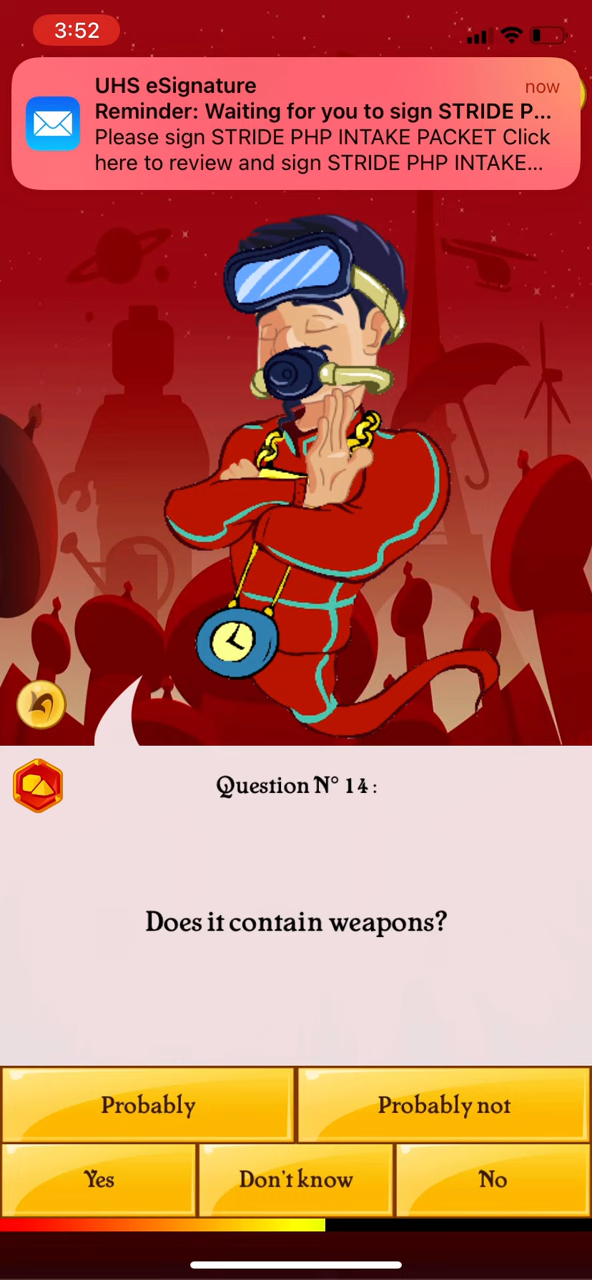 3:52
UHS eSignature
now
Reminder: Waiting for you to sign STRIDE P...
Please sign STRIDE PHP INTAKE PACKET Click
here to review and sign STRIDE PHP INTAKE...
Question N° 14 :
Does it contain weapons?
Probably
Probably not
Yes
Don't know
No